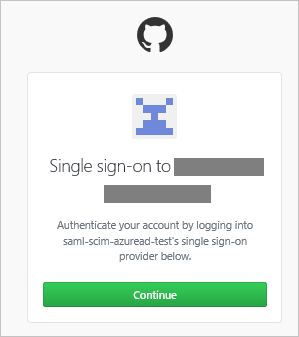 Single sign-on to
Authenticate your account by logging into
saml-scim-azuread-test's single sign-on
provider below.
Continue